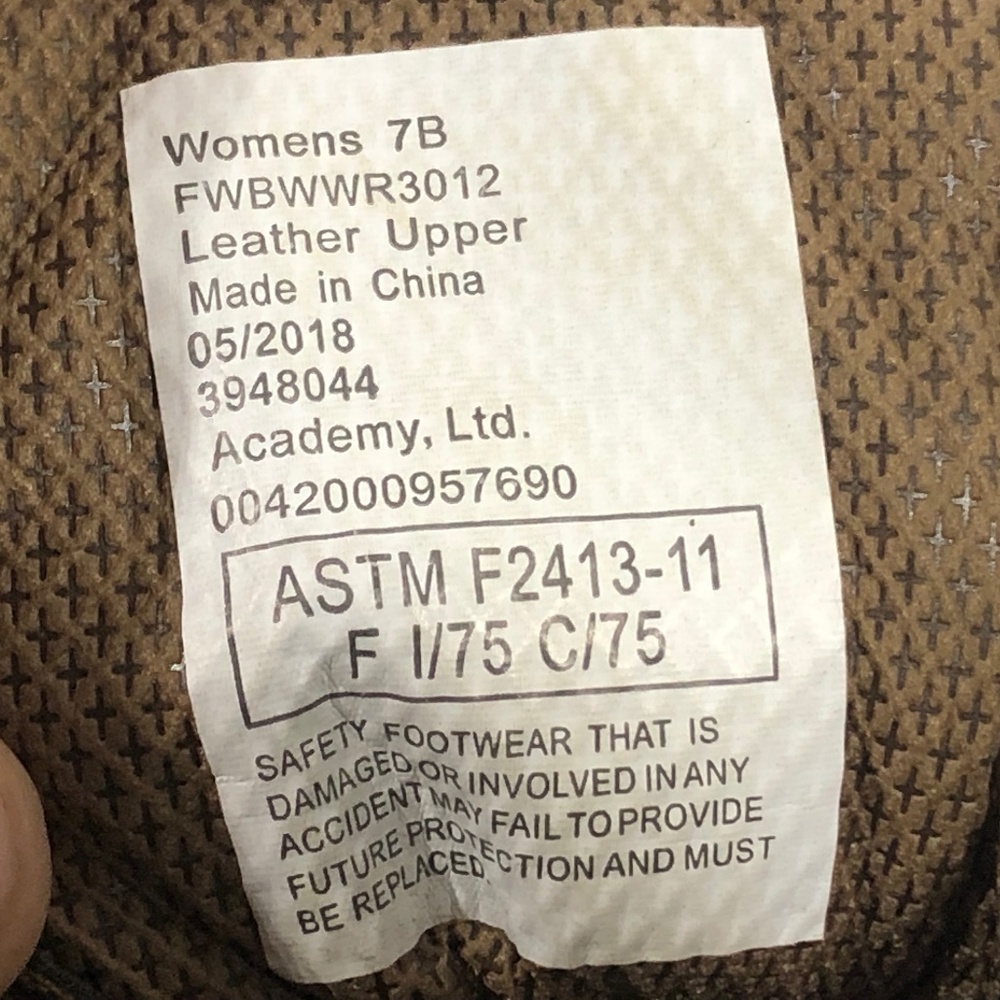 Womens 7B
FWBWWR3012
Leather Upper
Made in China
05/2018
3948044
Academy, Ltd.
0042000957690
ASTM F2413-11
F I/75 C/75
SAFETY FOOTWEAR THAT IS
DAMAGED OR INVOLVED IN ANY
ACCIDENT MAY FAIL TO PROVIDE
FUTURE PROTECTION AND MUST
BE REPLACED.